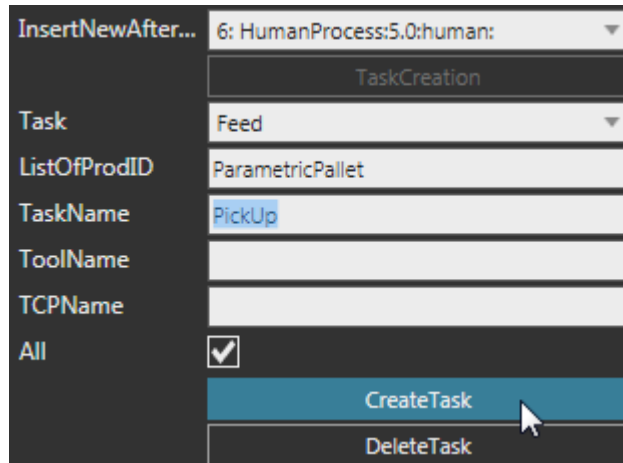 InsertNewAfter... 6: HumanProcess:5.0:human:
TaskCreation
Task Feed
ListOfProdID ParametricPallet
TaskName PickUp
ToolName
TCPName
All
CreateTask
DeleteTask